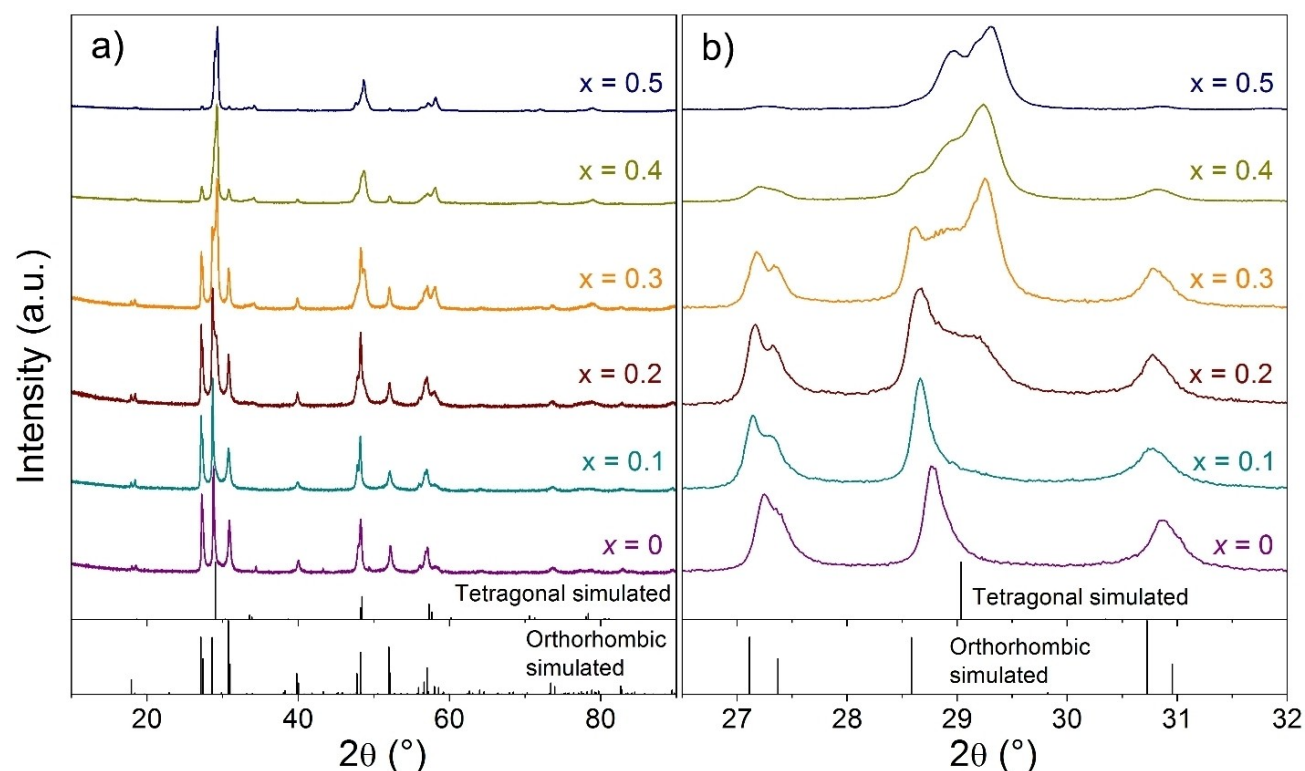 a)
x = 0.5
x = 0.4
x = 0.3
x = 0.2
x = 0.1
x = 0
Tetragonal simulated
Orthorhombic
simulated
20
40
60
80
2θ (°)
Intensity (a.u.)
b)
x = 0.5
x = 0.4
x = 0.3
x = 0.2
x = 0.1
x = 0
Tetragonal simulated
Orthorhombic
simulated
27
28
29
30
31
32
2θ (°)